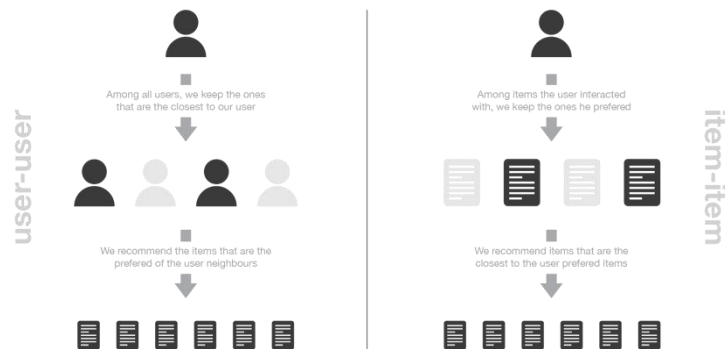 user-user
Among all users, we keep the ones
that are the closest to our user
We recommend the items that are the
prefered of the user neighbours
item-item
Among items the user interacted
with, we keep the ones he prefered
We recommend items that are the
closest to the user prefered items